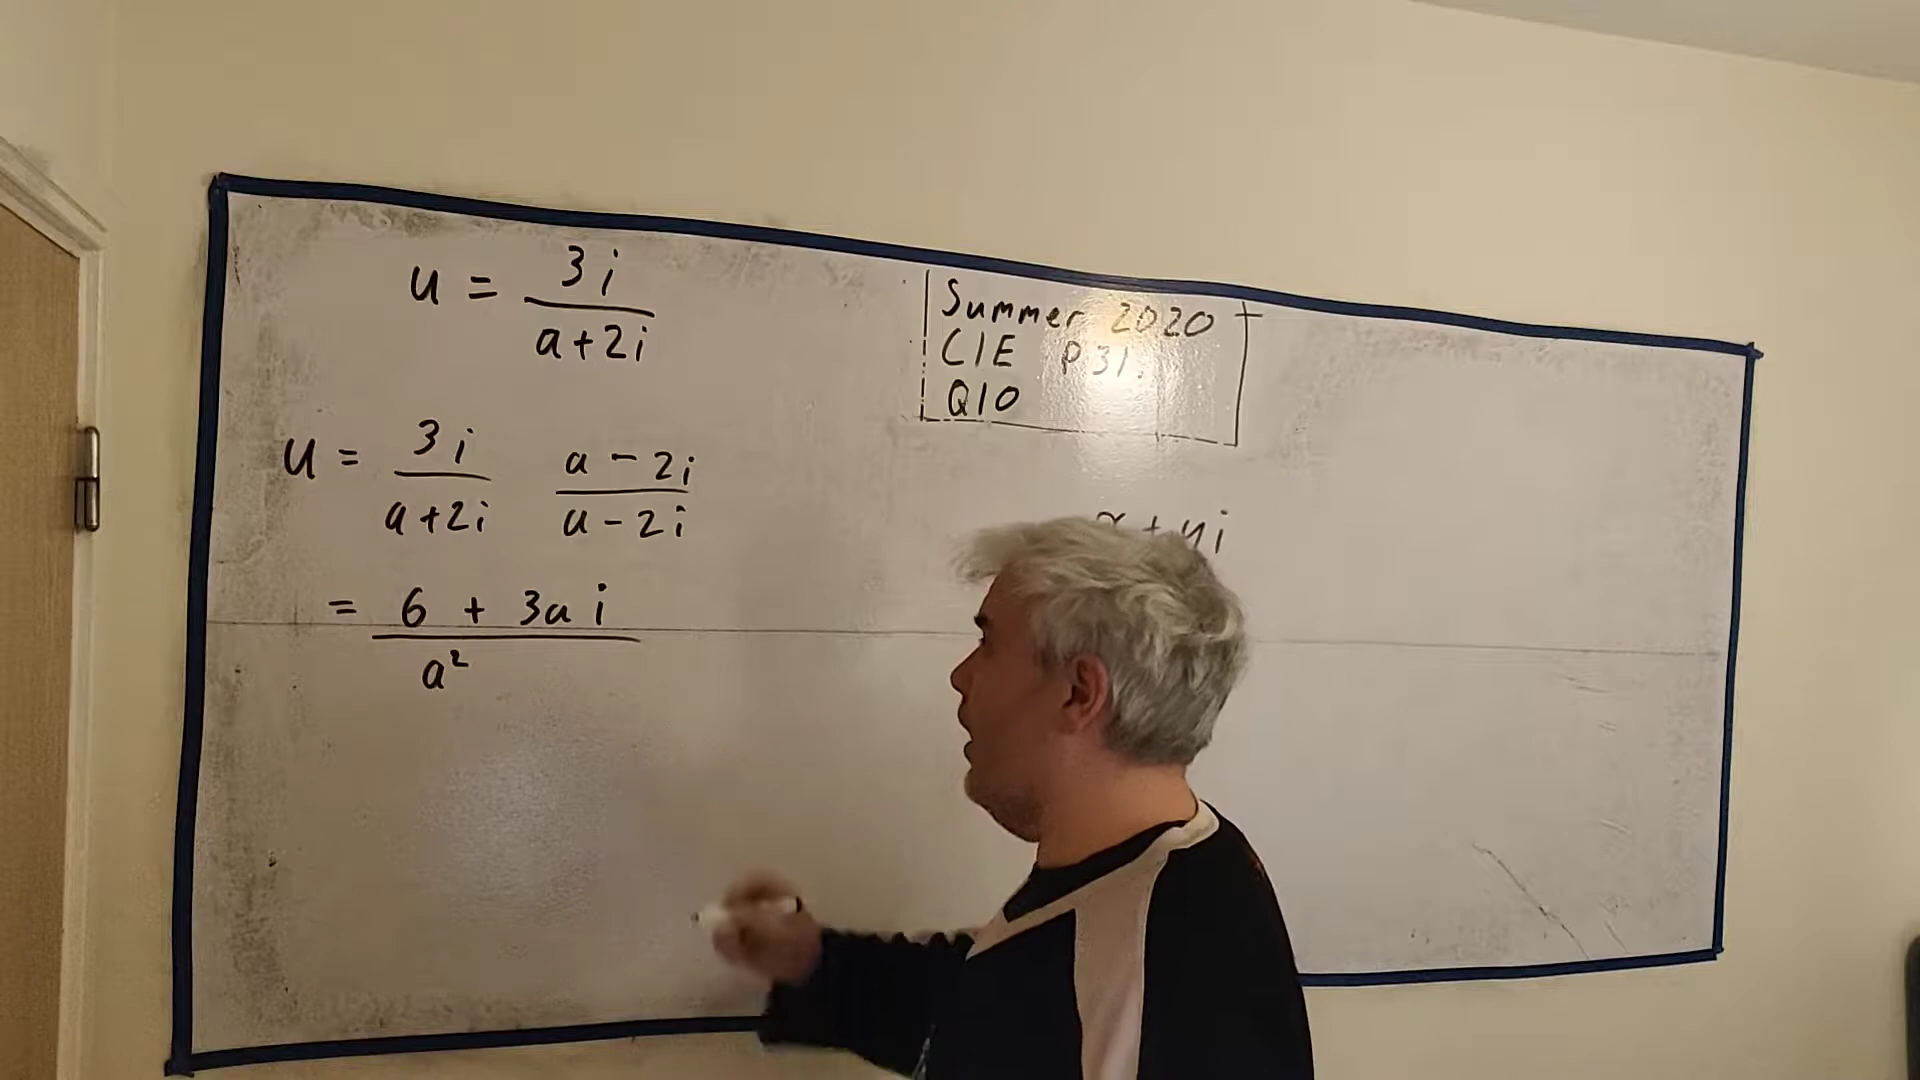 u = 3i / a+2i
Summer 2020
CIE P31.
Q10
u = 3i / a+2i  a-2i / a-2i
x + yi
= 6 + 3a i / a²